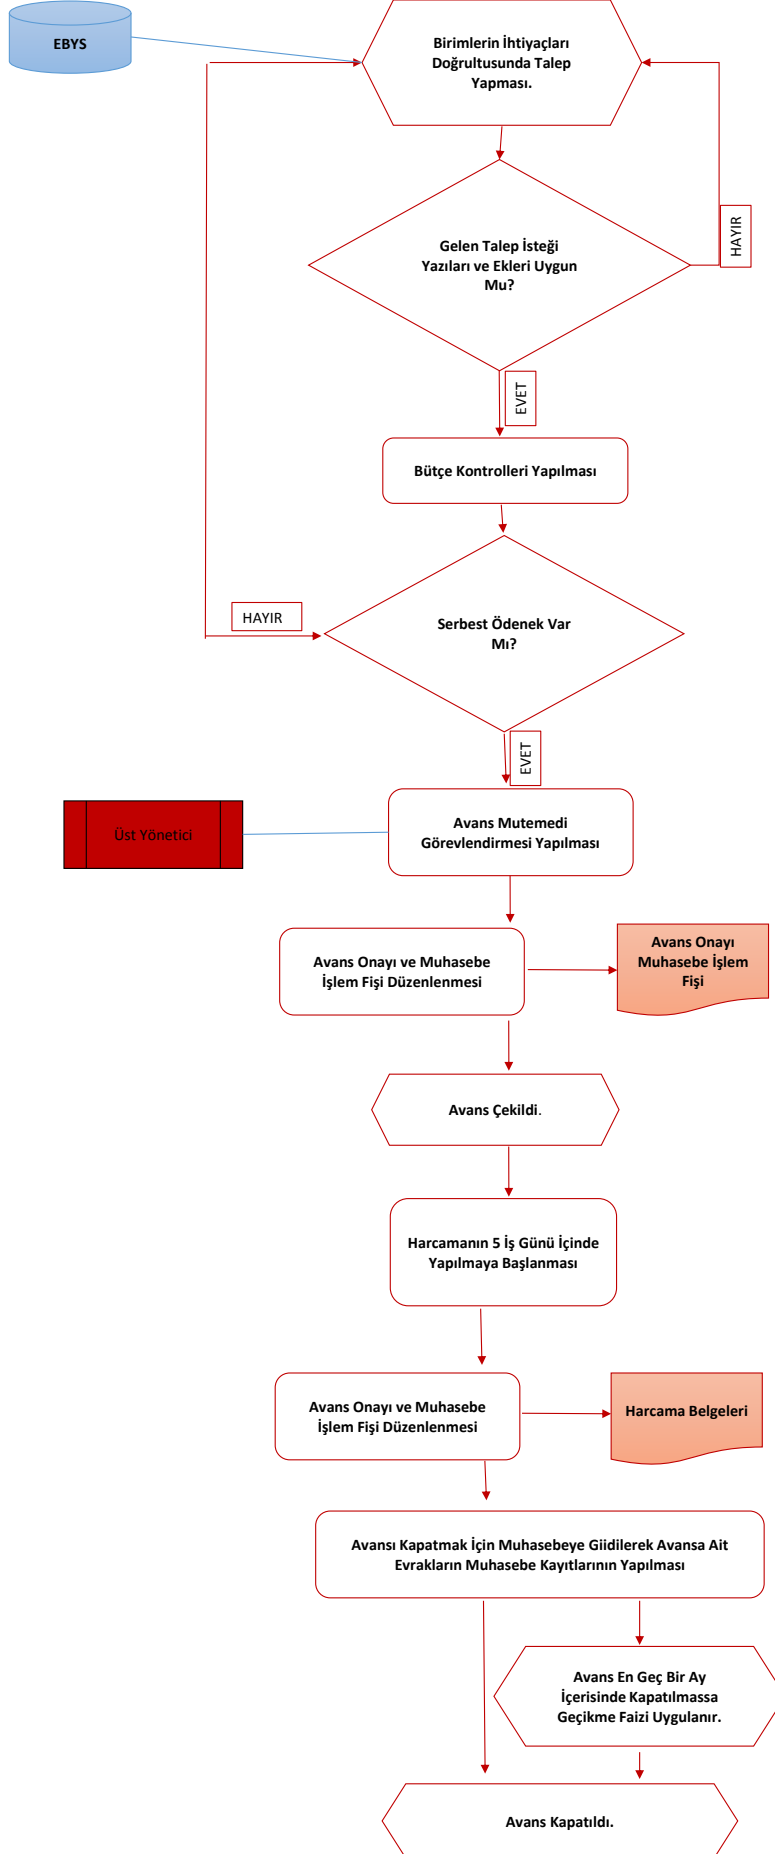 EBYS
Birimlerin İhtiyaçları
Doğrultusunda Talep
Yapması.
Gelen Talep İsteği
Yazıları ve Ekleri Uygun
Mu?
HAYIR
EVET
Bütçe Kontrolleri Yapılması
HAYIR
Serbest Ödenek Var
Mı?
EVET
Üst Yönetici
Avans Mutemedi
Görevlendirmesi Yapılması
Avans Onayı ve Muhasebe
İşlem Fişi Düzenlenmesi
Avans Onayı
Muhasebe İşlem
Fişi
Avans Çekildi.
Harcamanın 5 İş Günü İçinde
Yapılmaya Başlanması
Avans Onayı ve Muhasebe
İşlem Fişi Düzenlenmesi
Harcama Belgeleri
Avansı Kapatmak İçin Muhasebeye Giidilerek Avansa Ait
Evrakların Muhasebe Kayıtlarının Yapılması
Avans En Geç Bir Ay
İçerisinde Kapatılmassa
Geçikme Faizi Uygulanır.
Avans Kapatıldı.